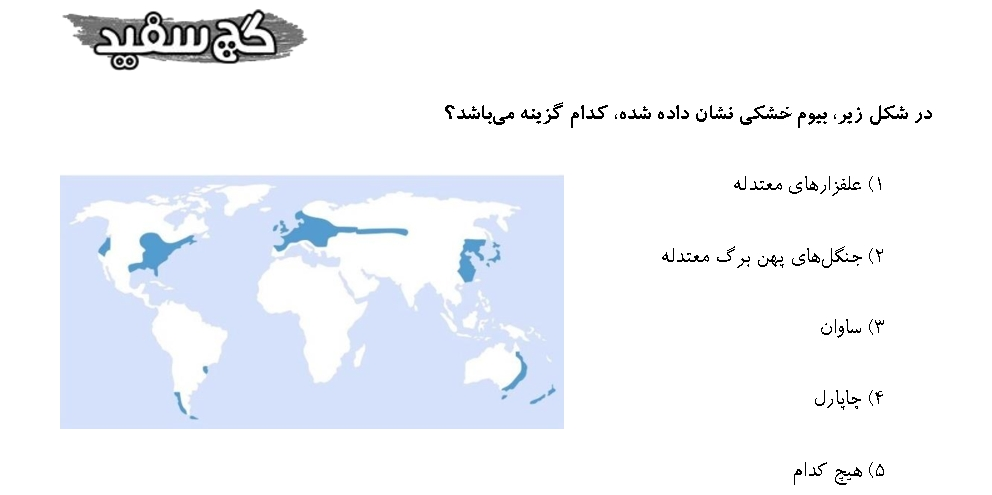 گچ سفید
در شکل زیر، بیوم خشکی نشان داده شده، کدام گزینه می‌باشد؟
۱) علفزارهای معتدله
۲) جنگل‌های پهن برگ معتدله
۳) ساوان
۴) چاپارل
۵) هیچ کدام